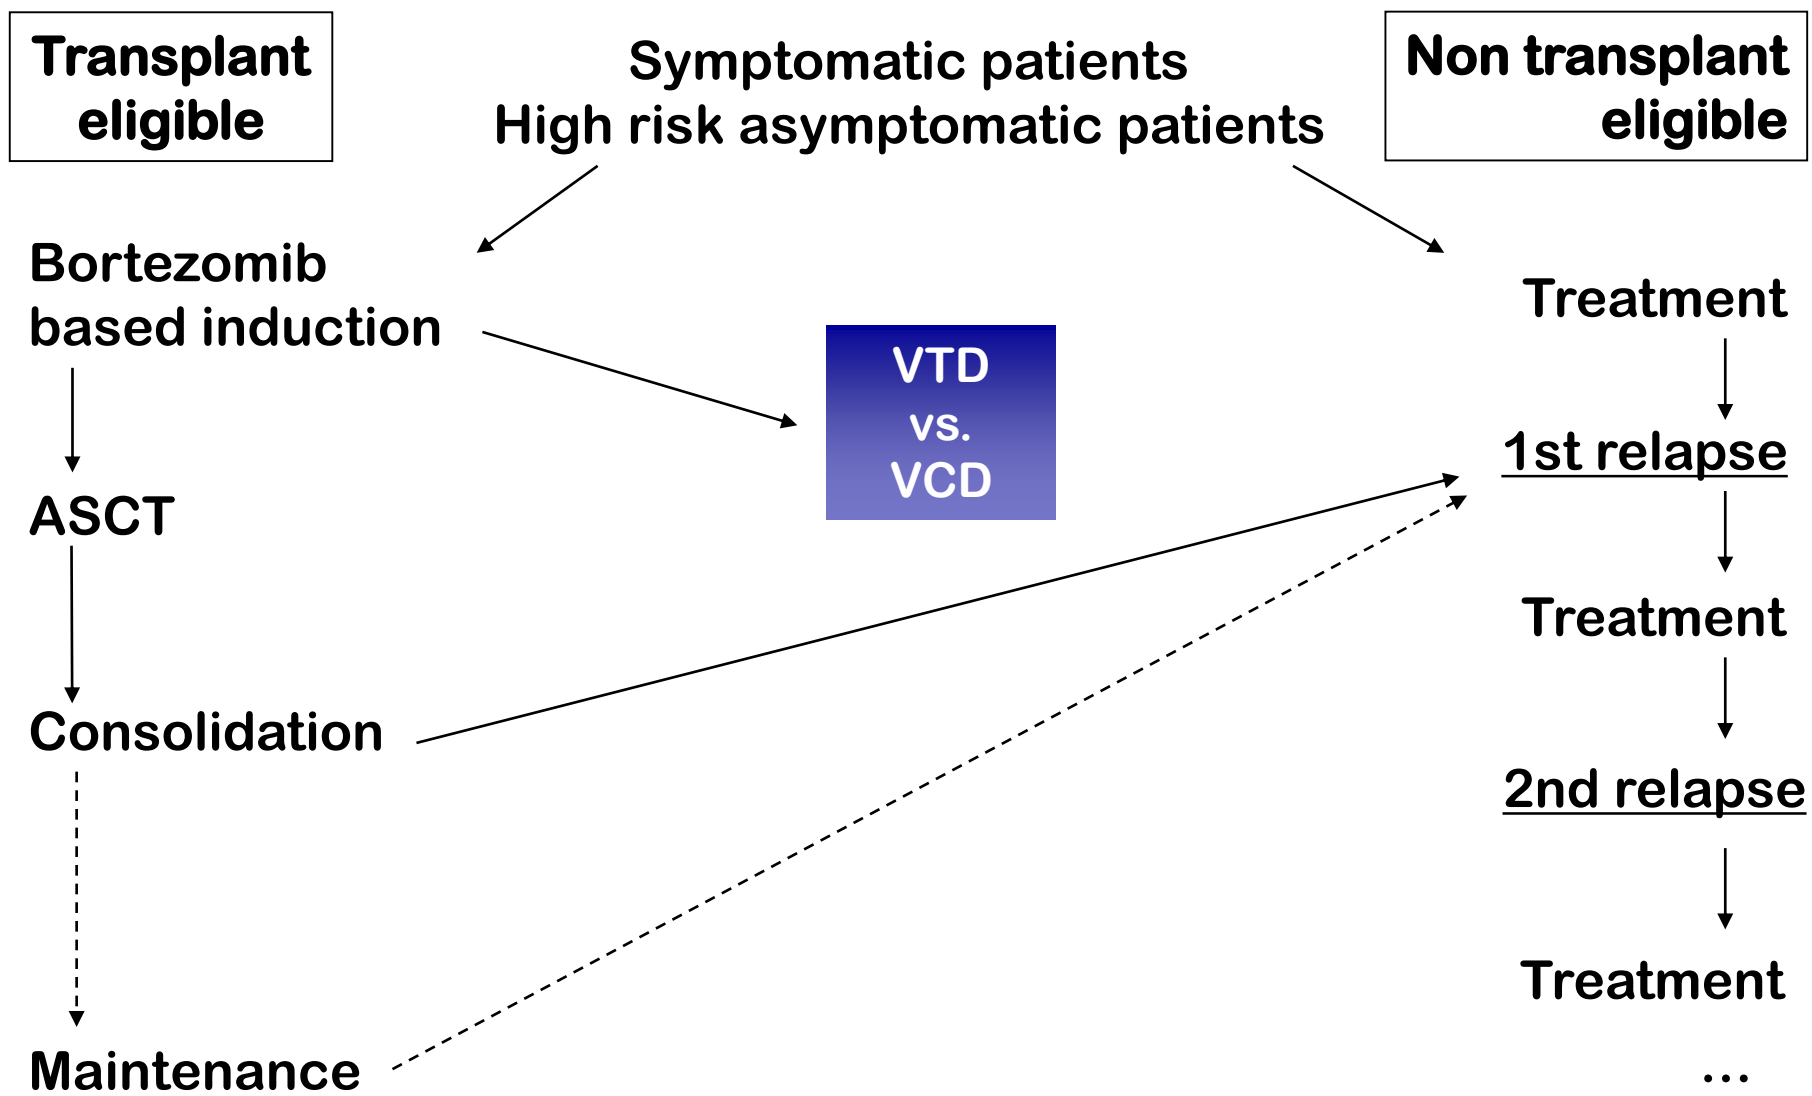 Transplant
eligible
Symptomatic patients
High risk asymptomatic patients
Non transplant
eligible
Bortezomib
based induction
VTD
vs.
VCD
ASCT
Consolidation
Maintenance
Treatment
1st relapse
Treatment
2nd relapse
Treatment
...